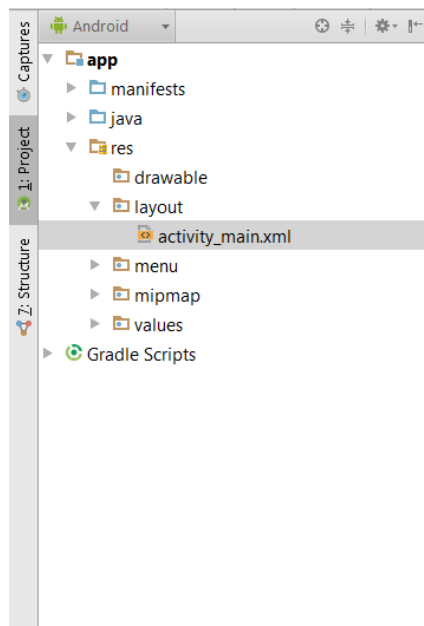 Captures
1: Project
7: Structure
Android
app
manifests
java
res
drawable
layout
activity_main.xml
menu
mipmap
values
Gradle Scripts